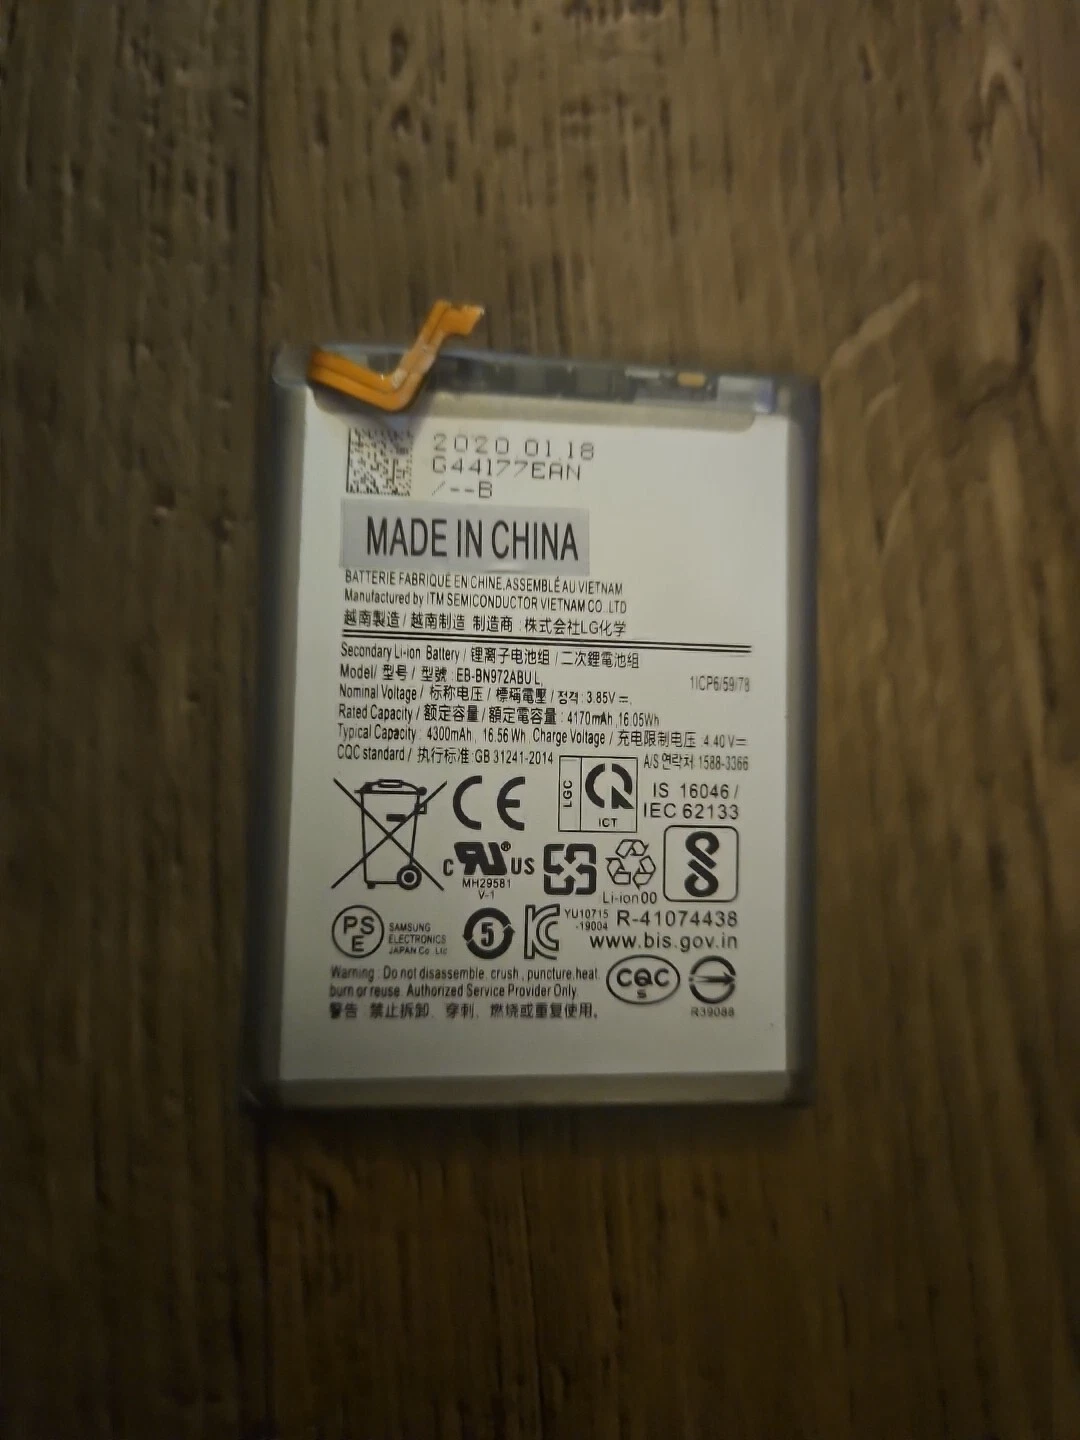 2020.01.18
G44177EAN
/--B
MADE IN CHINA
BATTERIE FABRIQUÉ EN CHINE,ASSEMBLÉ AU VIETNAM
Manufactured by ITM SEMICONDUCTOR VIETNAM CO .LTD
越南製造 / 越南制造 制造商 : 株式会社LG化学
Secondary Li-ion Battery / 锂离子电池组 / 二次鋰電池組
Model/ 型号 / 型號 : EB-BN972ABU L,
1ICP6/59/78
Nominal Voltage / 标称电压 / 標稱電壓 / 정격 : 3.85V⎓,
Rated Capacity / 额定容量 / 額定電容量 : 4170mAh ,16.05Wh
Typical Capacity : 4300mAh, 16.56 Wh, Charge Voltage / 充电限制电压 4.40 V⎓
CQC standard / 执行标准 :GB 31241-2014
A/S 연락처 1588-3366
LGC
ICT
IS 16046 /
IEC 62133
CE
c RU® US
MH29581
V-1
Li-ion 00
PS
E
SAMSUNG
ELECTRONICS
JAPAN Co. Ltd
5
YU10715
-19004
R-41074438
www.bis.gov.in
Warning : Do not disassemble. crush , puncture,heat.
burn or reuse. Authorized Service Provider Only.
警告 : 禁止拆卸、穿刺、燃烧或重复使用。
CQC
S
R39088